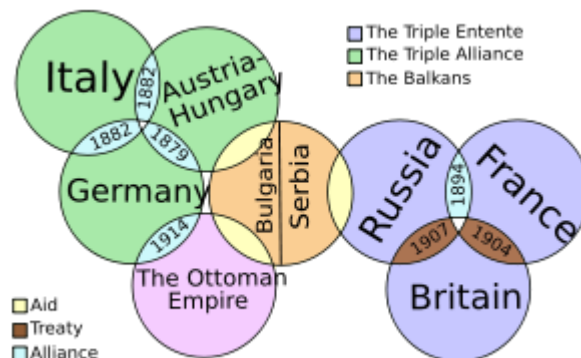 The Triple Entente
The Triple Alliance
The Balkans
Italy
1882
Austria-
Hungary
1882
1879
Germany
Bulgaria
Serbia
Russia
1894
France
1914
1907
1904
The Ottoman
Empire
Britain
Aid
Treaty
Alliance